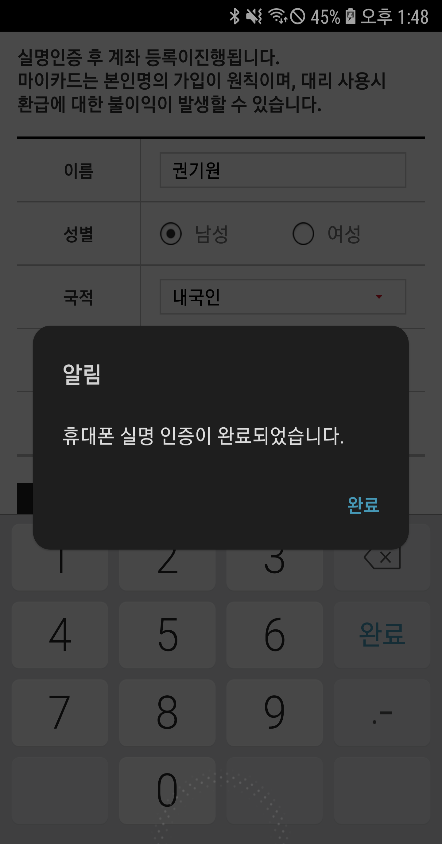 45% 오후 1:48
실명인증 후 계좌 등록이진행됩니다.
마이카드는 본인명의 가입이 원칙이며, 대리 사용시
환급에 대한 불이익이 발생할 수 있습니다.
이름 권기원
성별 남성 여성
국적 내국인
알림
휴대폰 실명 인증이 완료되었습니다.
완료
1 2 3
4 5 6 완료
7 8 9 .-
0